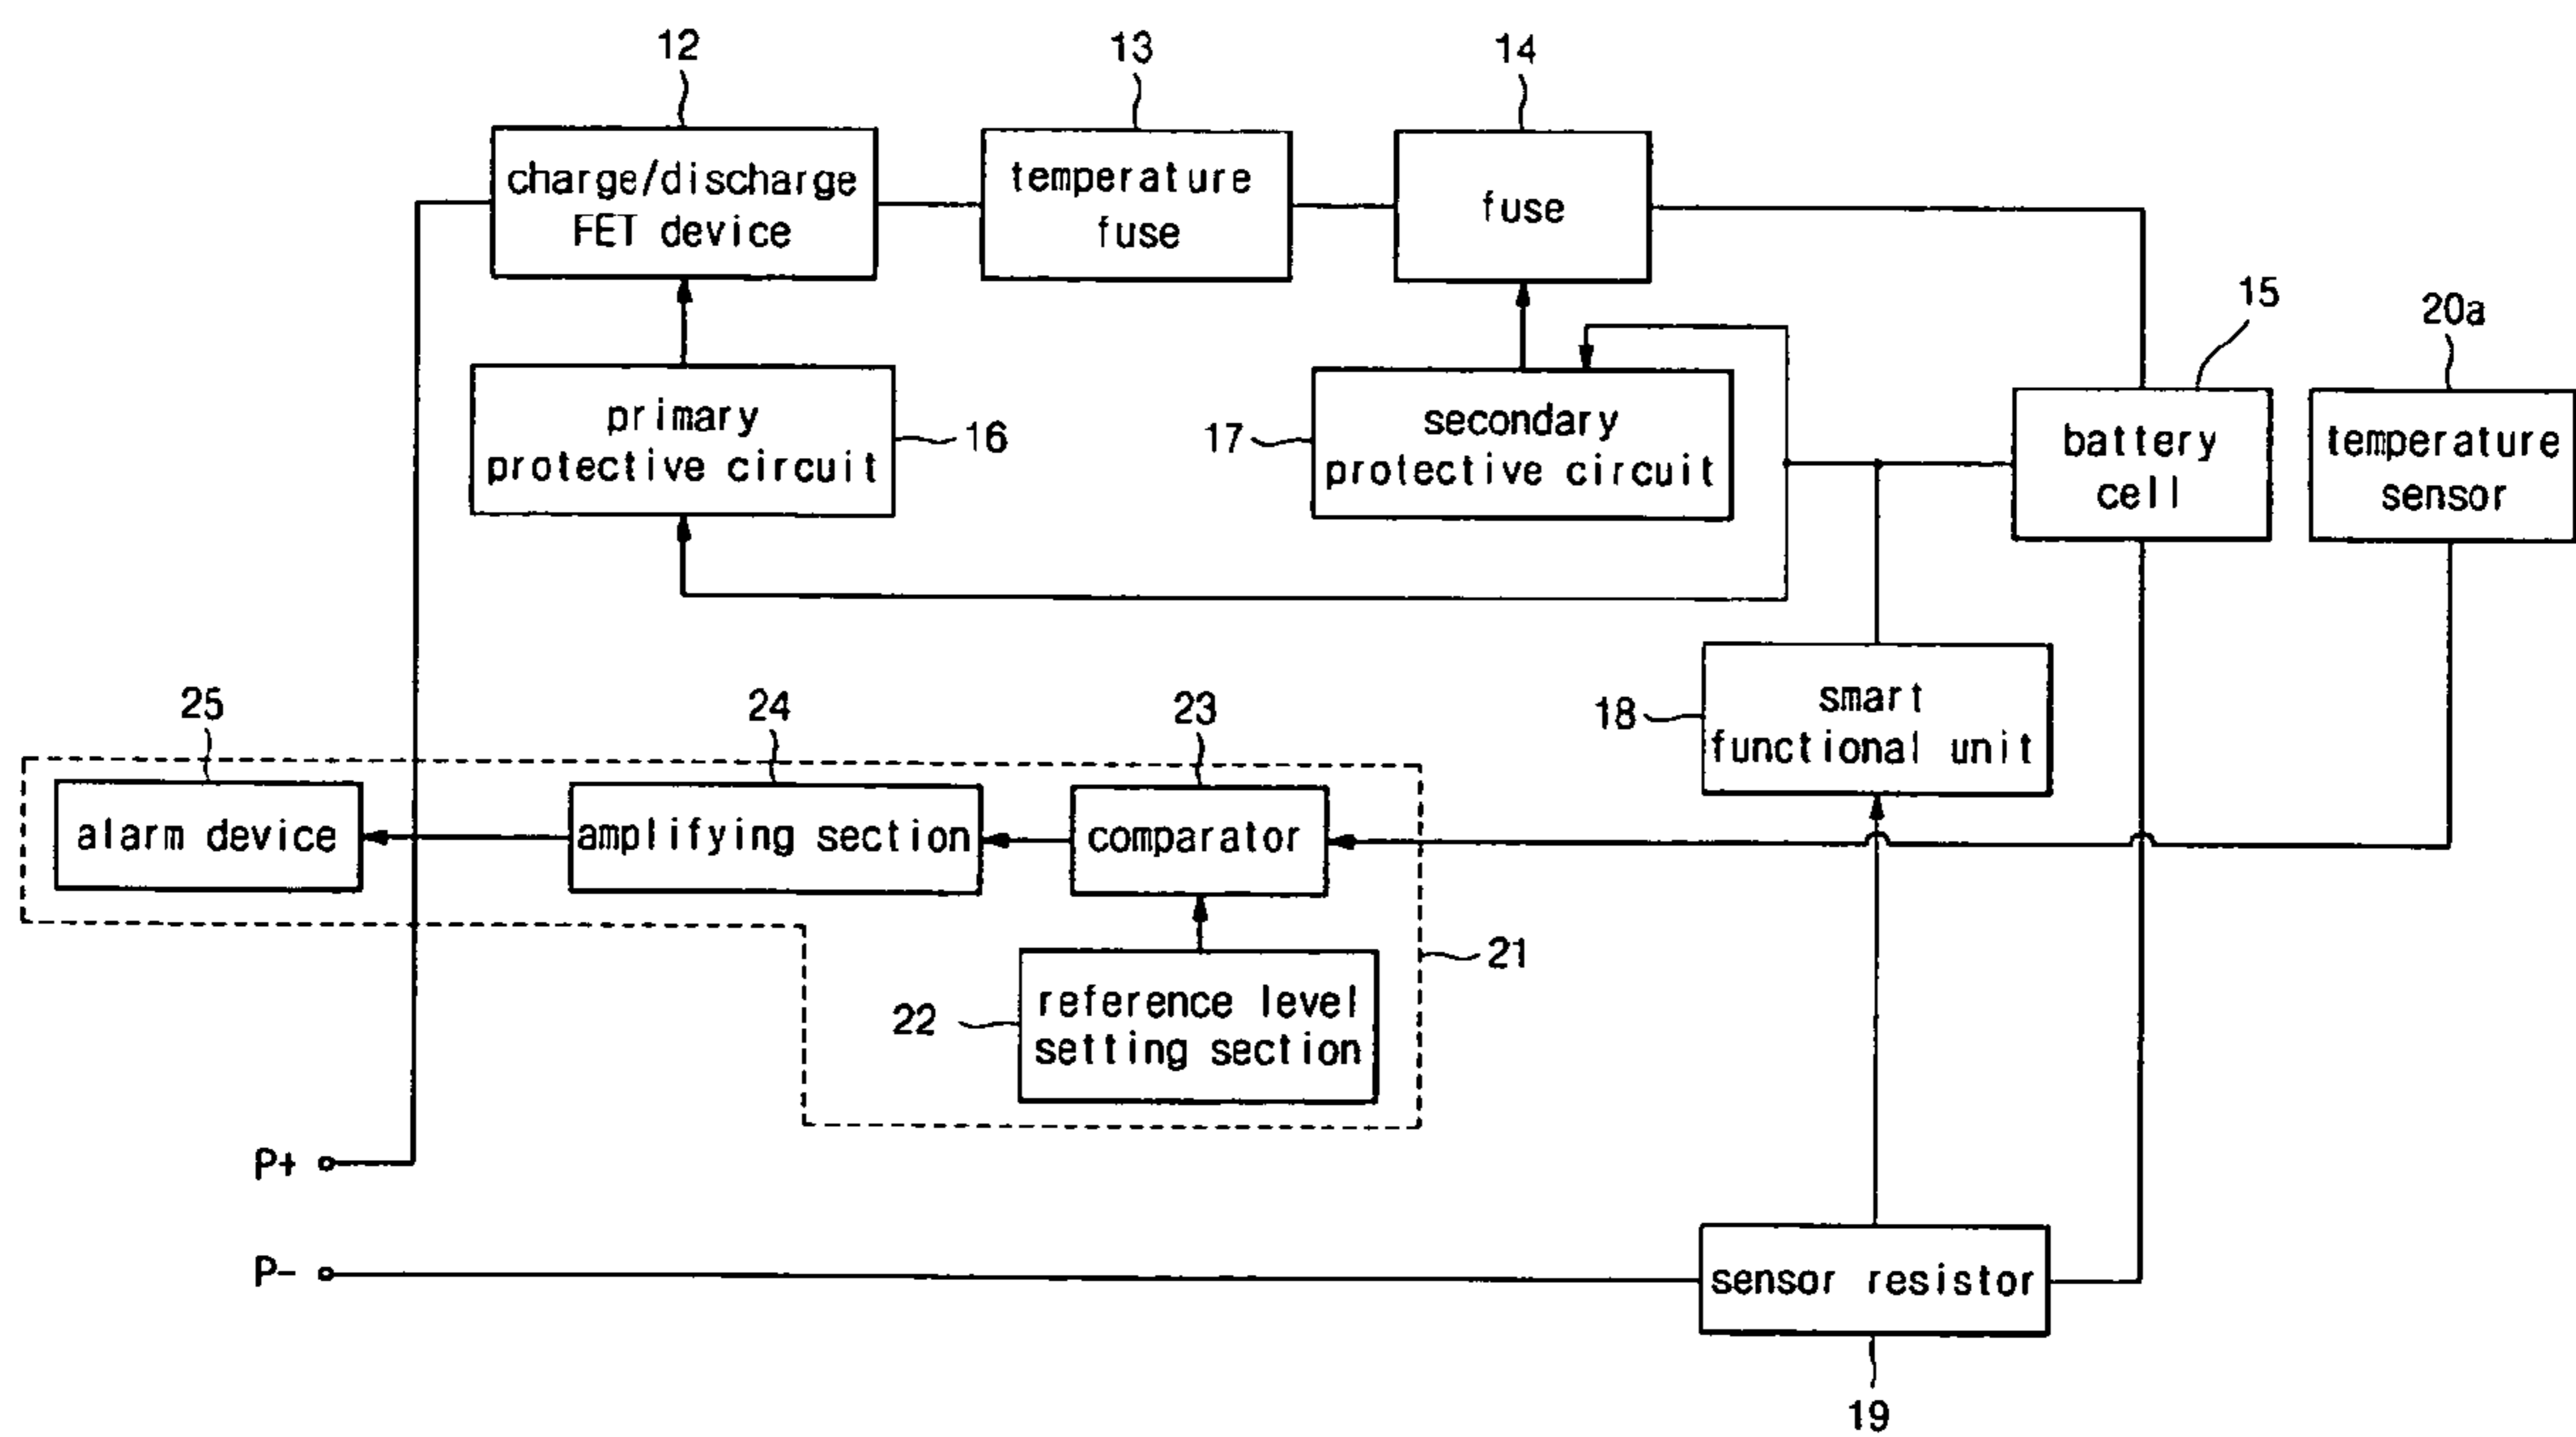 12
13
14
charge/discharge
FET device
temperature
fuse
fuse
15
20a
primary
protective circuit
16
17
secondary
protective circuit
battery
cell
temperature
sensor
18
smart
functional unit
25
24
23
alarm device
amplifying section
comparator
21
22
reference level
setting section
P+
P-
sensor resistor
19